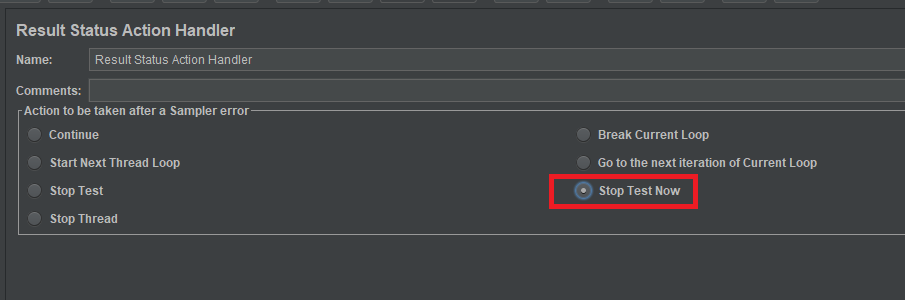 Result Status Action Handler
Name: Result Status Action Handler
Comments:
Action to be taken after a Sampler error
Continue
Break Current Loop
Start Next Thread Loop
Go to the next iteration of Current Loop
Stop Test
Stop Test Now
Stop Thread